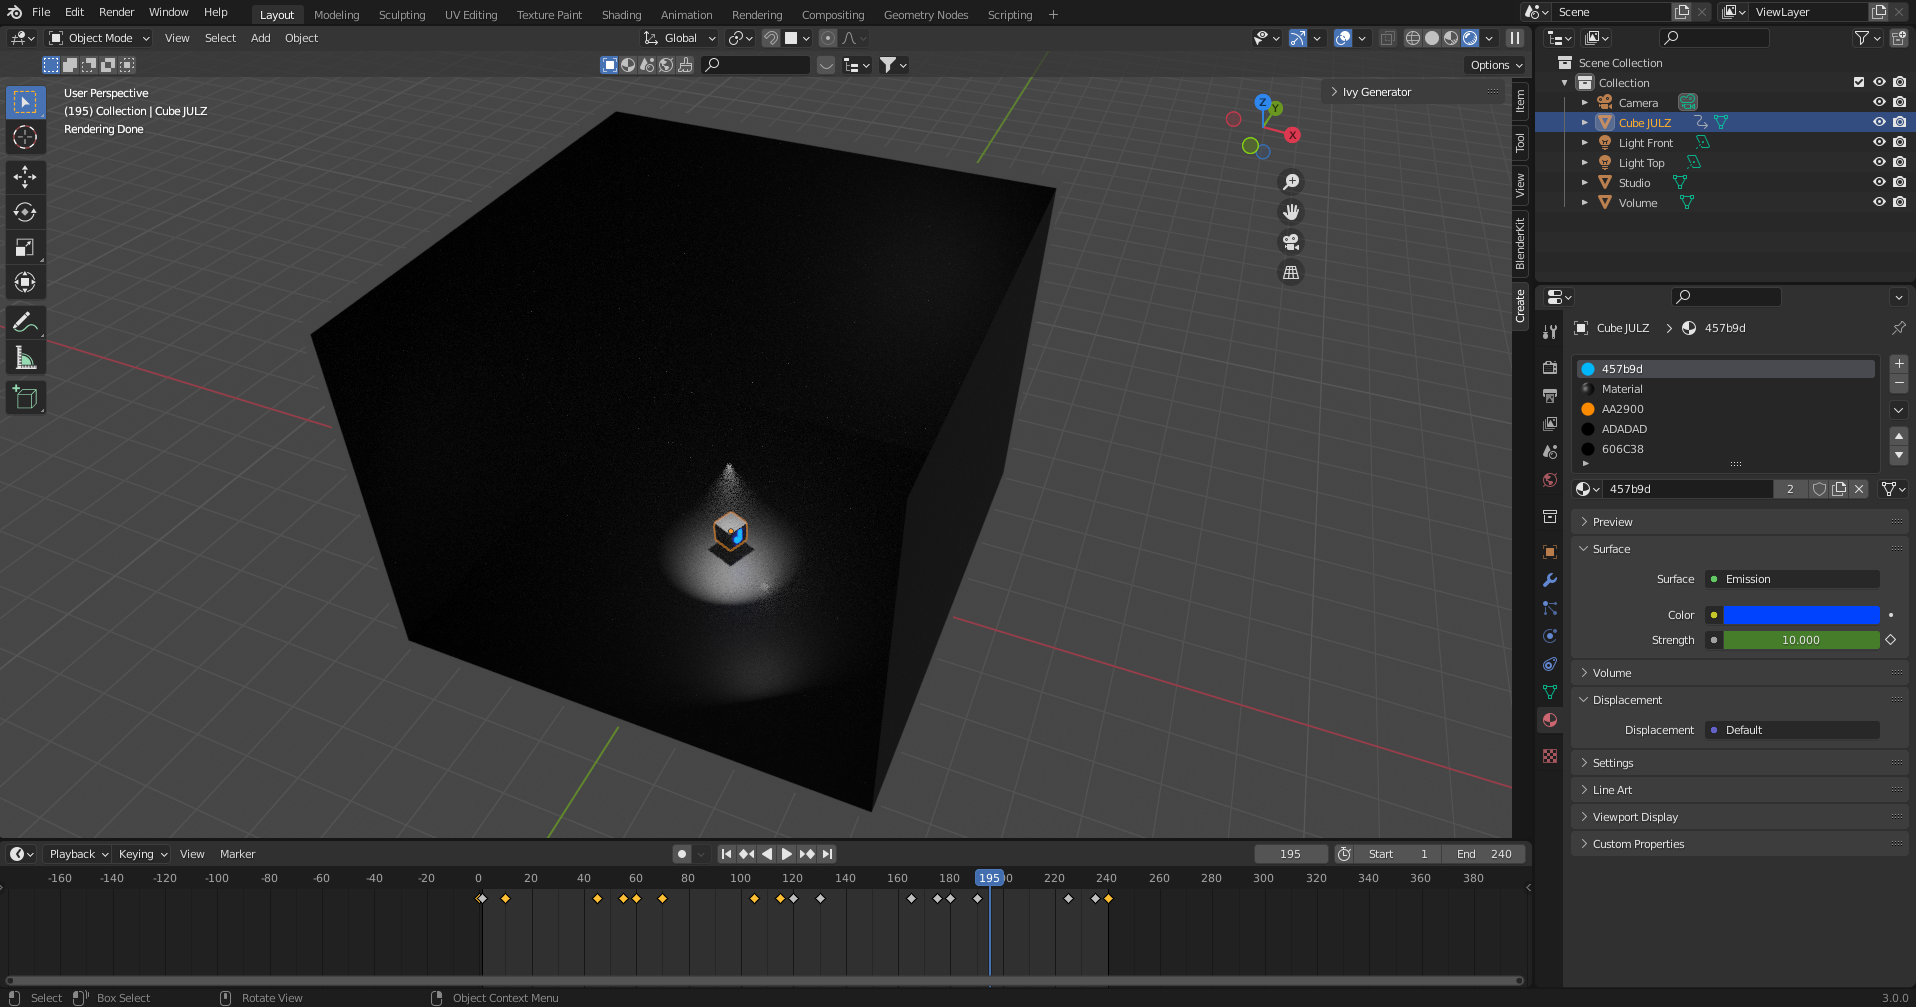 File Edit Render Window Help Layout Modeling Sculpting UV Editing Texture Paint Shading Animation Rendering Compositing Geometry Nodes Scripting + Scene ViewLayer
Object Mode View Select Add Object Global
Options
User Perspective
(195) Collection | Cube JULZ
Rendering Done
Ivy Generator
Z
Y
X
Item
Tool
View
BlenderKit
Create
Scene Collection
Collection
Camera
Cube JULZ
Light Front
Light Top
Studio
Volume
Cube JULZ > 457b9d
457b9d
Material
AA2900
ADADAD
606C38
457b9d 2
Preview
Surface
Surface Emission
Color
Strength 10.000
Volume
Displacement
Displacement Default
Settings
Line Art
Viewport Display
Custom Properties
Playback Keying View Marker 195 Start 1 End 240
-160 -140 -120 -100 -80 -60 -40 -20 0 20 40 60 80 100 120 140 160 180 195 220 240 260 280 300 320 340 360 380
Select Box Select Rotate View Object Context Menu 3.0.0